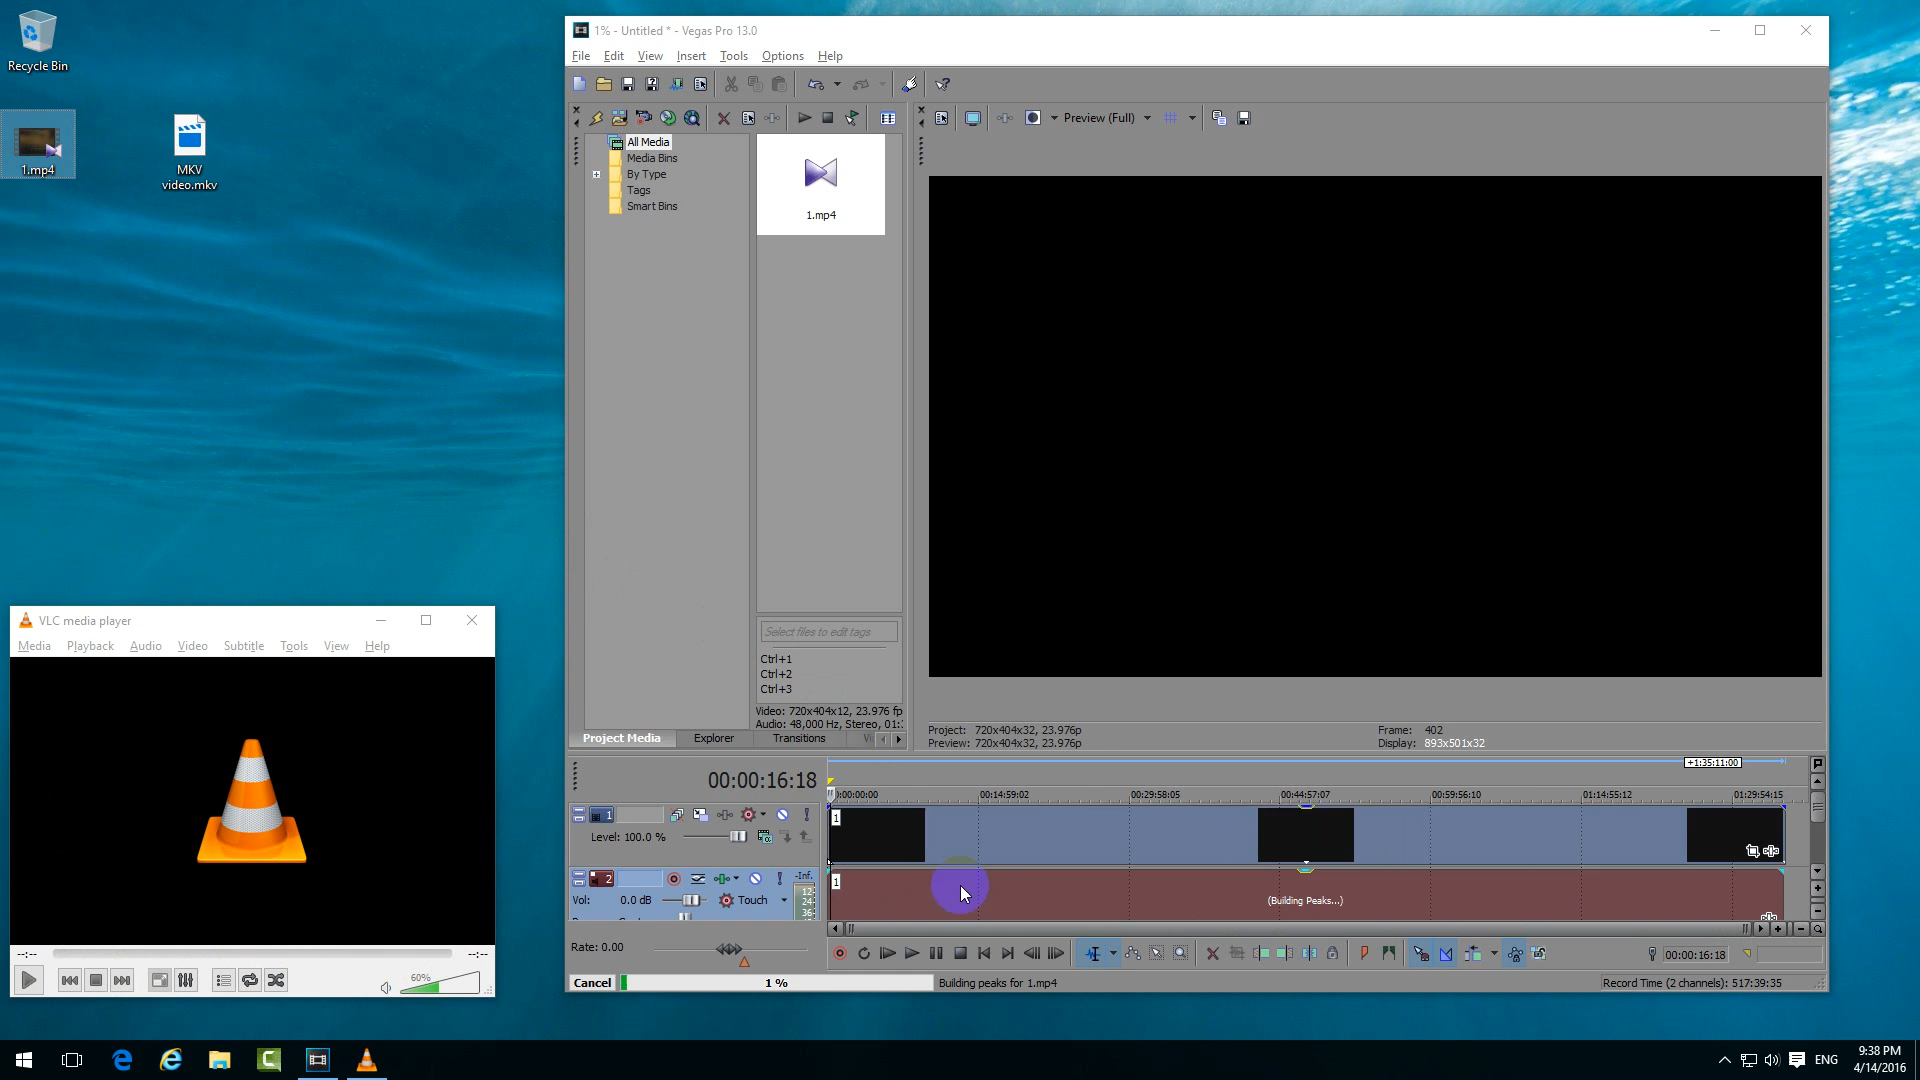 Recycle Bin
1.mp4
MKV
video.mkv
1% - Untitled * - Vegas Pro 13.0
File Edit View Insert Tools Options Help
Preview (Full)
All Media
Media Bins
By Type
Tags
Smart Bins
1.mp4
Select files to edit tags
Ctrl+1
Ctrl+2
Ctrl+3
Video: 720x404x12, 23.976 fp
Audio: 48,000 Hz, Stereo, 01:
Project Media Explorer Transitions
Project: 720x404x32, 23.976p
Preview: 720x404x32, 23.976p
Frame: 402
Display: 893x501x32
00:00:16:18
+1:35:11:00
:00:00:00 00:14:59:02 00:29:58:05 00:44:57:07 00:59:56:10 01:14:55:12 01:29:54:15
1
Level: 100.0 %
1
2
-Inf.
Vol: 0.0 dB Touch
12
24
36
1
(Building Peaks...)
Rate: 0.00
00:00:16:18
Cancel 1 % Building peaks for 1.mp4
Record Time (2 channels): 517:39:35
VLC media player
Media Playback Audio Video Subtitle Tools View Help
--:-- --:--
60%
ENG
9:38 PM
4/14/2016